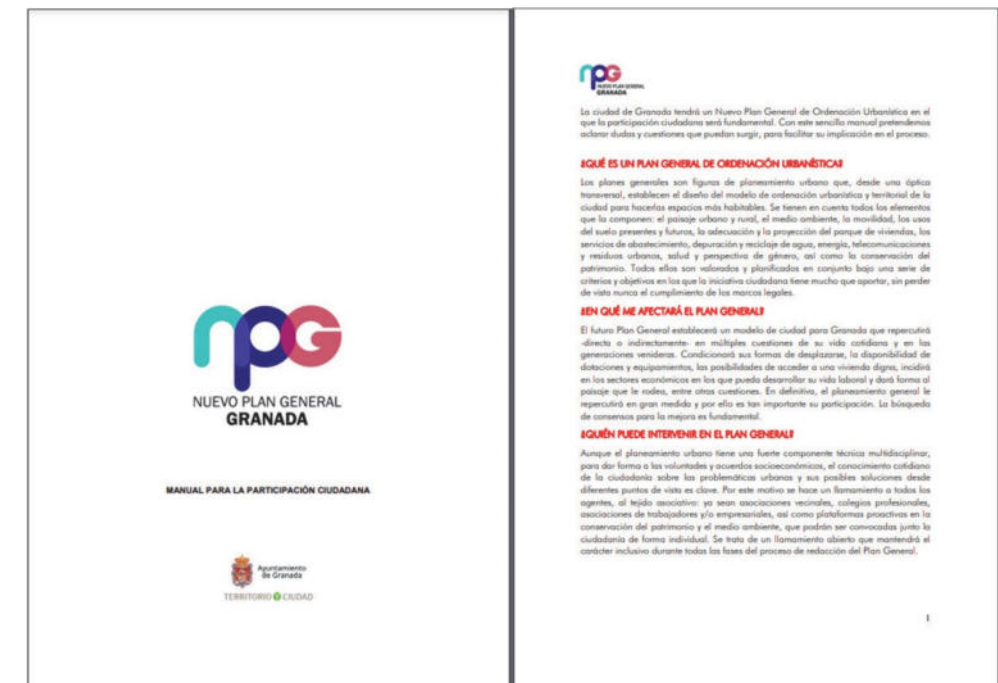 npG
NUEVO PLAN GENERAL
GRANADA
MANUAL PARA LA PARTICIPACIÓN CIUDADANA
Ayuntamiento
de Granada
TERRITORIO Y CIUDAD
npG
NUEVO PLAN GENERAL
GRANADA
La ciudad de Granada tendrá un Nuevo Plan General de Ordenación Urbanística en el
que la participación ciudadana será fundamental. Con este sencillo manual pretendemos
aclarar dudas y cuestiones que puedan surgir, para facilitar su implicación en el proceso.
¿QUÉ ES UN PLAN GENERAL DE ORDENACIÓN URBANÍSTICA?
Los planes generales son figuras de planeamiento urbano que, desde una óptica
transversal, establecen el diseño del modelo de ordenación urbanística y territorial de la
ciudad para hacerlas espacios más habitables. Se tienen en cuenta todos los elementos
que la componen: el paisaje urbano y rural, el medio ambiente, la movilidad, los usos
del suelo presentes y futuros, la adecuación y la proyección del parque de viviendas, los
servicios de abastecimiento, depuración y reciclaje de agua, energía, telecomunicaciones
y residuos urbanos, salud y perspectiva de género, así como la conservación del
patrimonio. Todos ellos son valorados y planificados en conjunto bajo una serie de
criterios y objetivos en los que la iniciativa ciudadana tiene mucho que aportar, sin perder
de vista nunca el cumplimiento de los marcos legales.
¿EN QUÉ ME AFECTARÁ EL PLAN GENERAL?
El futuro Plan General establecerá un modelo de ciudad para Granada que repercutirá
-directa o indirectamente- en múltiples cuestiones de su vida cotidiana y en las
generaciones venideras. Condicionará sus formas de desplazarse, la disponibilidad de
dotaciones y equipamientos, las posibilidades de acceder a una vivienda digna, incidirá
en los sectores económicos en los que pueda desarrollar su vida laboral y dará forma al
paisaje que le rodea, entre otras cuestiones. En definitiva, el planeamiento general le
repercutirá en gran medida y por ello es tan importante su participación. La búsqueda
de consensos para la mejora es fundamental.
¿QUIÉN PUEDE INTERVENIR EN EL PLAN GENERAL?
Aunque el planeamiento urbano tiene una fuerte componente técnica multidisciplinar,
para dar forma a las voluntades y acuerdos socioeconómicos, el conocimiento cotidiano
de la ciudadanía sobre las problemáticas urbanas y sus posibles soluciones desde
diferentes puntos de vista es clave. Por este motivo se hace un llamamiento a todos los
agentes, al tejido asociativo: ya sean asociaciones vecinales, colegios profesionales,
asociaciones de trabajadores y/o empresariales, así como plataformas proactivas en la
conservación del patrimonio y el medio ambiente, que podrán ser convocadas junto la
ciudadanía de forma individual. Se trata de un llamamiento abierto que mantendrá el
carácter inclusivo durante todas las fases del proceso de redacción del Plan General.
1